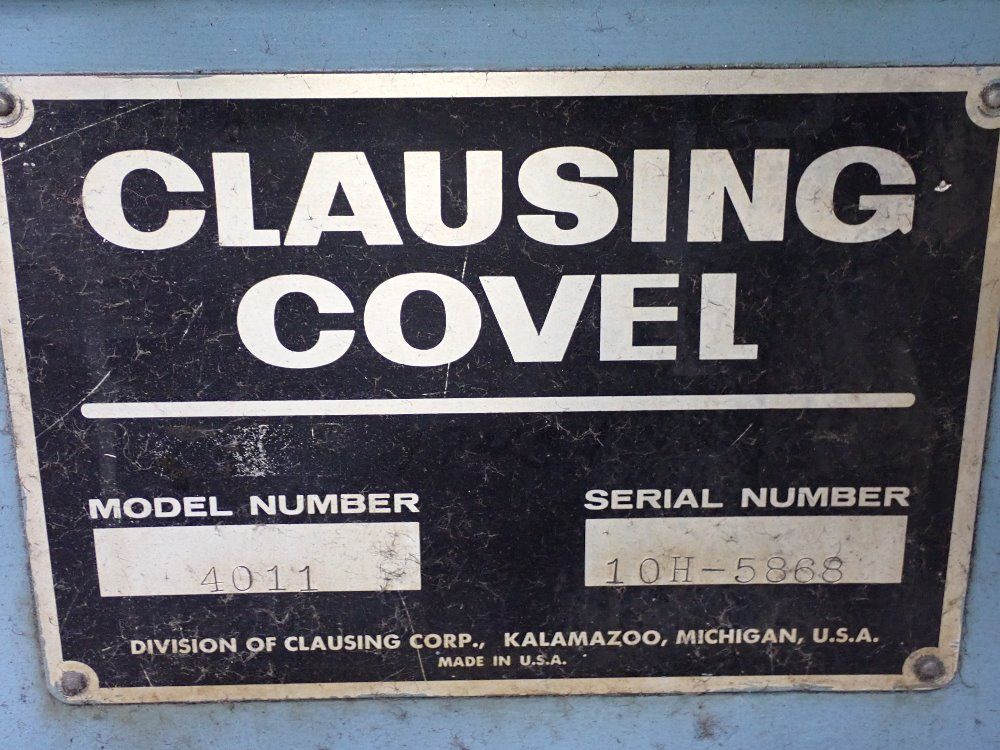 CLAUSING
COVEL
MODEL NUMBER SERIAL NUMBER
4011 10H-5868
DIVISION OF CLAUSING CORP., KALAMAZOO, MICHIGAN, U.S.A.
MADE IN U.S.A.